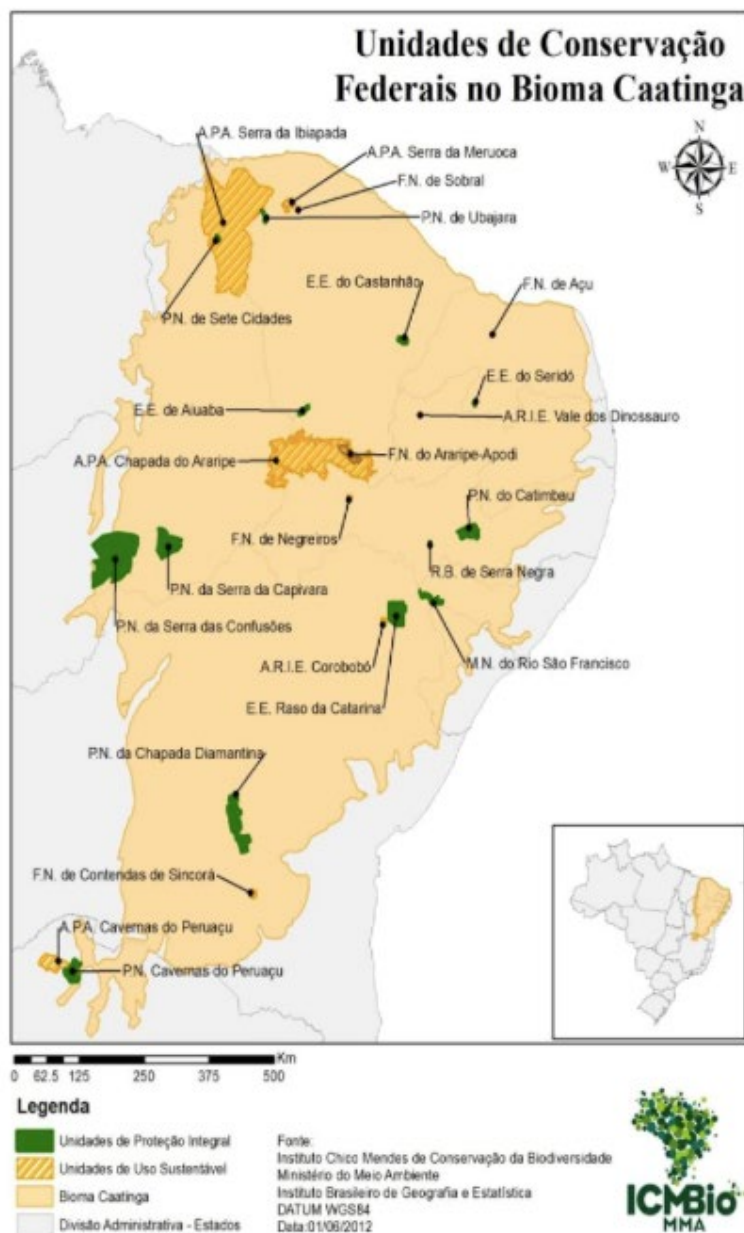 Unidades de Conservação
Federais no Bioma Caatinga
N
W E
S
A.P.A. Serra da Ibiapada
A.P.A. Serra da Meruoca
F.N. de Sobral
P.N. de Ubajara
E.E. do Castanhão
F.N. de Açu
P.N. de Sete Cidades
E.E. do Seridó
E.E. de Aiuaba
A.R.I.E. Vale dos Dinossauro
A.P.A. Chapada do Araripe
F.N. do Araripe-Apodi
P.N. do Catimbau
F.N. de Negreiros
R.B. de Serra Negra
P.N. da Serra da Capivara
P.N. da Serra das Confusões
A.R.I.E. Corobobó
M.N. do Rio São Francisco
E.E. Raso da Catarina
P.N. da Chapada Diamantina
F.N. de Contendas de Sincorá
A.P.A. Cavernas do Peruaçu
P.N. Cavernas do Peruaçu
Km
0 62.5 125 250 375 500
Legenda
Unidades de Proteção Integral
Unidades de Uso Sustentável
Bioma Caatinga
Divisão Administrativa - Estados
Fonte:
Instituto Chico Mendes de Conservação da Biodiversidade
Ministério do Meio Ambiente
Instituto Brasileiro de Geografia e Estatística
DATUM WGS84
Data:01/06/2012
ICMBio
MMA